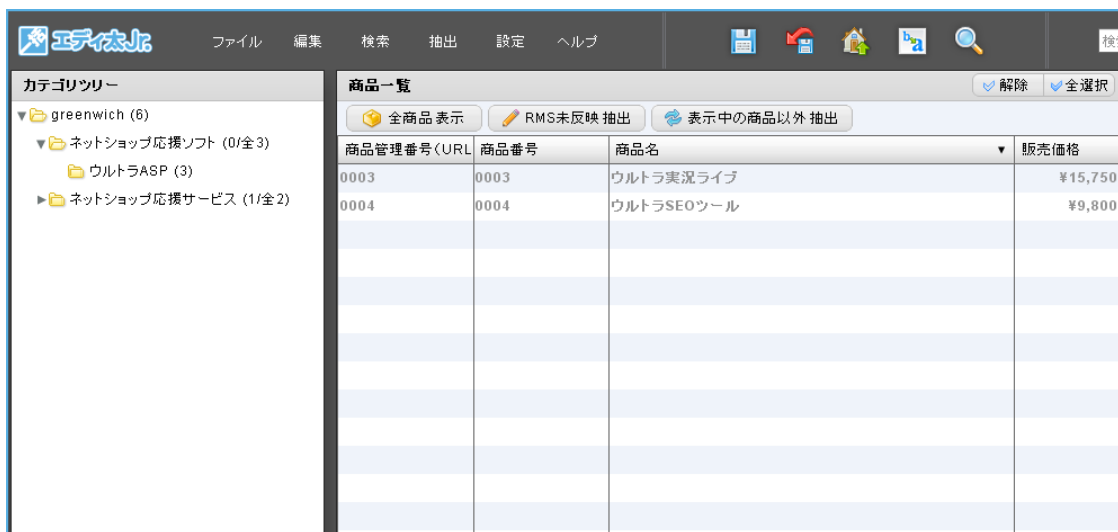 エディ太Jr. ファイル 編集 検索 抽出 設定 ヘルプ
カテゴリツリー
greenwich (6)
ネットショップ応援ソフト (0/全3)
ウルトラASP (3)
ネットショップ応援サービス (1/全2)
商品一覧 解除 全選択
全商品表示 RMS未反映 抽出 表示中の商品以外 抽出
商品管理番号(URL 商品番号 商品名 販売価格
0003 0003 ウルトラ実況ライブ ¥15,750
0004 0004 ウルトラSEOツール ¥9,800